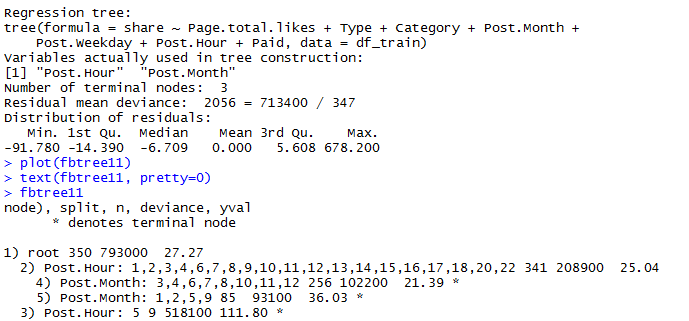 Regression tree:
tree(formula = share ~ Page.total.likes + Type + Category + Post.Month +
    Post.Weekday + Post.Hour + Paid, data = df_train)
Variables actually used in tree construction:
[1] "Post.Hour"  "Post.Month"
Number of terminal nodes:  3
Residual mean deviance:  2056 = 713400 / 347
Distribution of residuals:
   Min. 1st Qu.  Median    Mean 3rd Qu.    Max.
-91.780 -14.390  -6.709   0.000   5.608 678.200
> plot(fbtree11)
> text(fbtree11, pretty=0)
> fbtree11
node), split, n, deviance, yval
      * denotes terminal node
1) root 350 793000  27.27
  2) Post.Hour: 1,2,3,4,6,7,8,9,10,11,12,13,14,15,16,17,18,20,22 341 208900  25.04
    4) Post.Month: 3,4,6,7,8,10,11,12 256 102200  21.39 *
    5) Post.Month: 1,2,5,9 85  93100  36.03 *
  3) Post.Hour: 5 9 518100 111.80 *